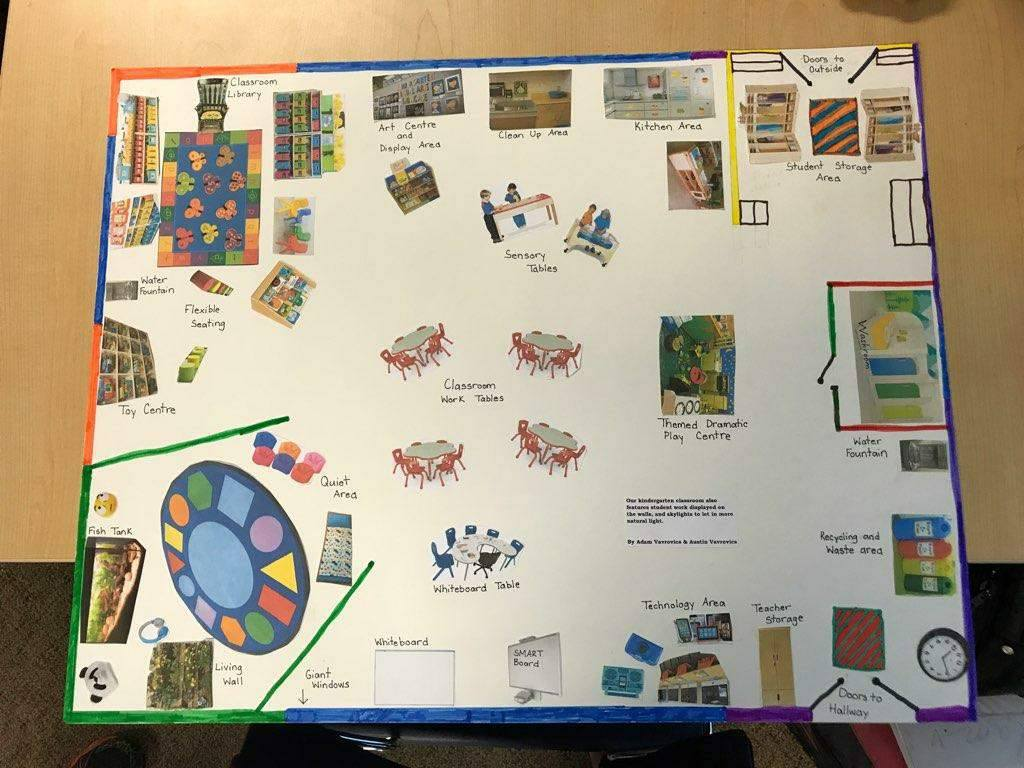 Classroom
Library
Art Centre
and
Display Area
Clean Up Area
Kitchen Area
Doors to
Outside
Student Storage
Area
Sensory
Tables
Water
Fountain
Flexible
Seating
Toy Centre
Classroom
Work Tables
Themed Dramatic
Play Centre
Washroom
Water
Fountain
Quiet
Area
Fish Tank
Our kindergarten classroom also
features student work displayed on
the walls, and skylights to let in more
natural light.
By Adam Vavrovics & Austin Vavrovics
Recycling and
Waste area
Whiteboard Table
Technology Area
Teacher
Storage
Whiteboard
SMART
Board
Living
Wall
Giant
Windows
Doors to
Hallway